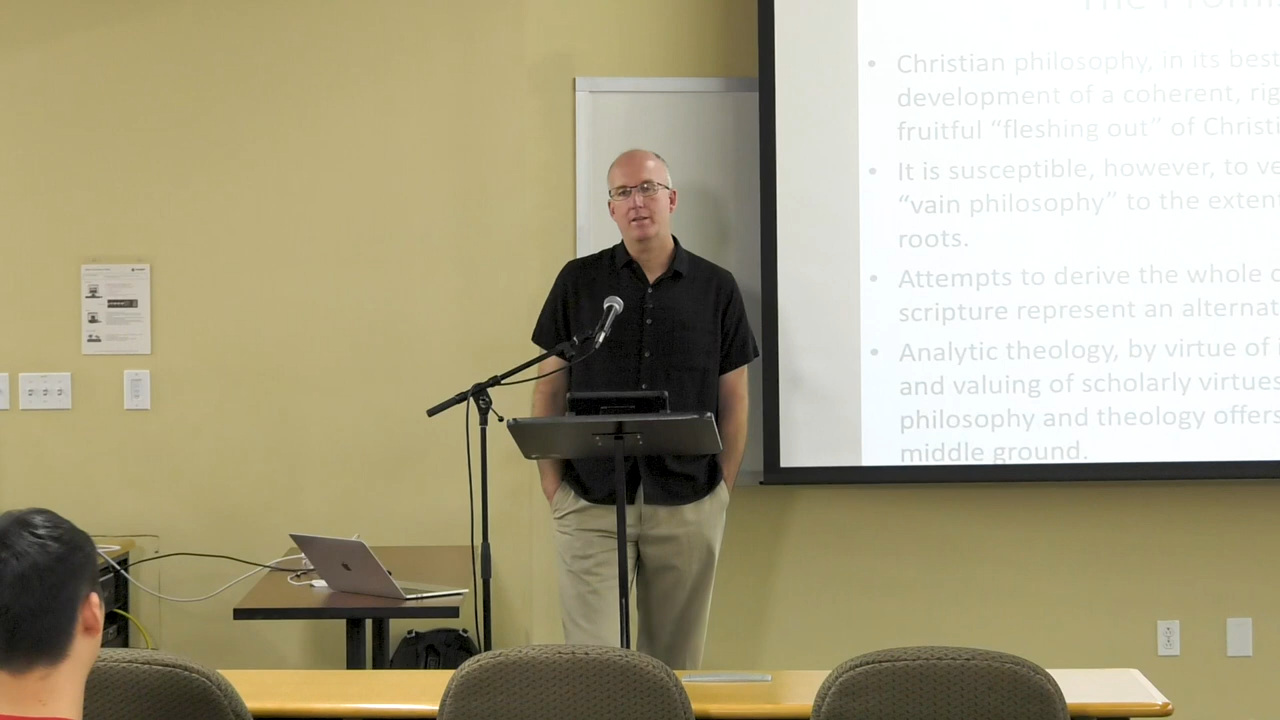 The Promis
• Christian philosophy, in its best
development of a coherent, rig
fruitful “fleshing out” of Christi
• It is susceptible, however, to ve
“vain philosophy” to the extent
roots.
• Attempts to derive the whole c
scripture represent an alternat
• Analytic theology, by virtue of i
and valuing of scholarly virtues
philosophy and theology offers
middle ground.